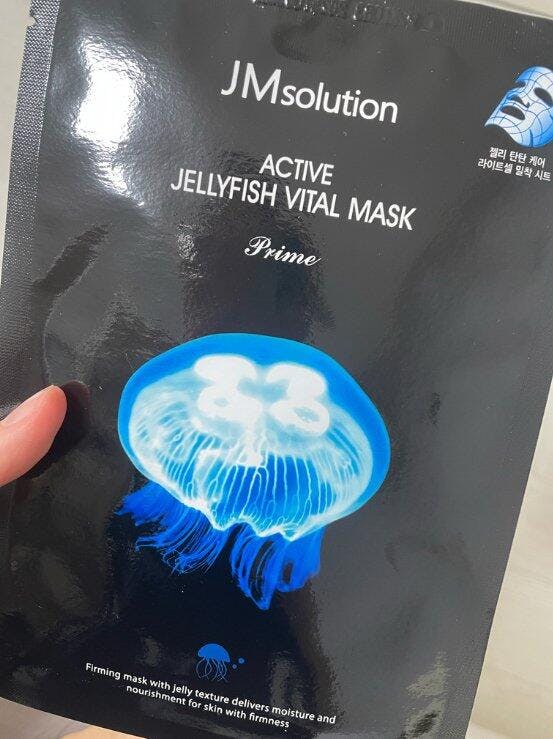 JMsolution
젤리 탄탄 케어
라이트셀 밀착 시트
ACTIVE
JELLYFISH VITAL MASK
Prime
Firming mask with jelly texture delivers moisture and
nourishment for skin with firmness